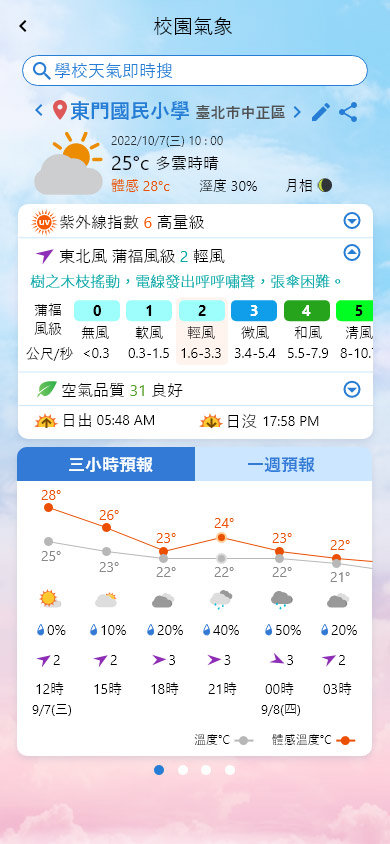 校園氣象
學校天氣即時搜
東門國民小學 臺北市中正區
2022/10/7(三) 10 : 00
25°c 多雲時晴
體感 28°c 溼度 30% 月相
UV 紫外線指數 6 高量級
東北風 蒲福風級 2 輕風
樹之木枝搖動，電線發出呼呼嘯聲，張傘困難。
蒲福風級 0 1 2 3 4 5
無風 軟風 輕風 微風 和風 清風
公尺/秒 <0.3 0.3-1.5 1.6-3.3 3.4-5.4 5.5-7.9 8-10.
空氣品質 31 良好
日出 05:48 AM 日沒 17:58 PM
三小時預報 一週預報
28° 26° 23° 24° 23° 22°
25° 23° 22° 22° 22° 21°
0% 10% 20% 40% 50% 20%
2 2 3 3 3 2
12時 15時 18時 21時 00時 03時
9/7(三) 9/8(四)
溫度°C 體感溫度°C